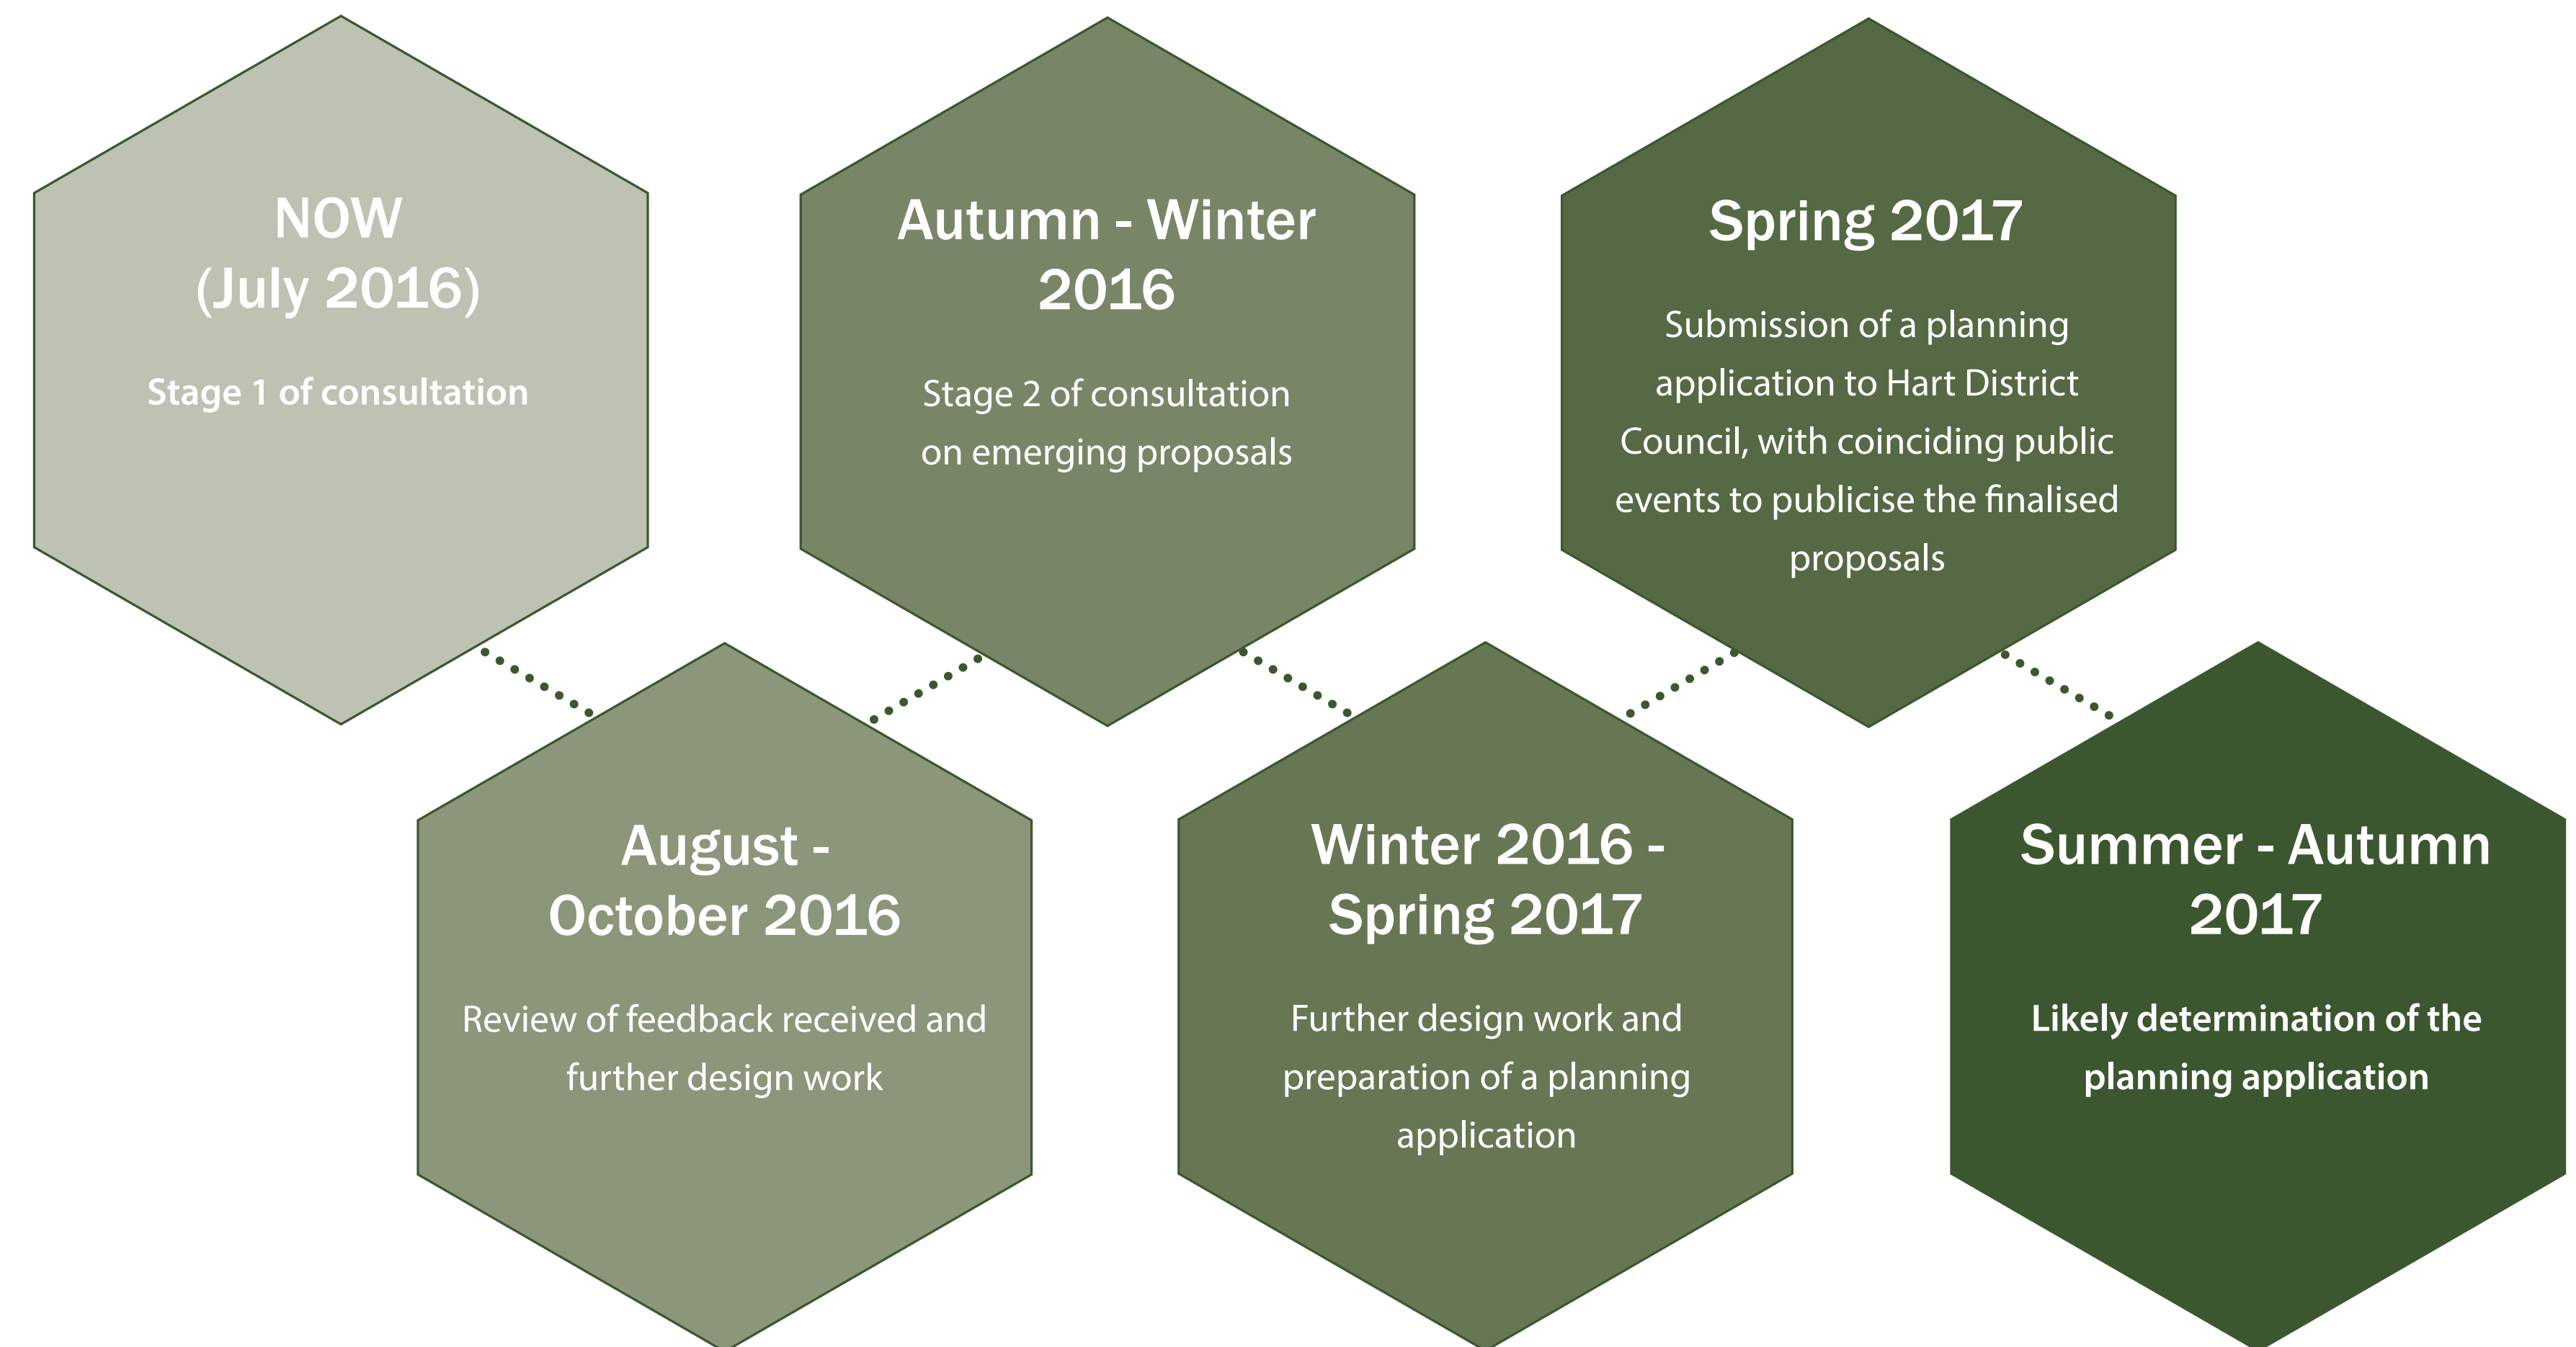 NOW
(July 2016)
Stage 1 of consultation
August -
October 2016
Review of feedback received and
further design work
Autumn - Winter
2016
Stage 2 of consultation
on emerging proposals
Winter 2016 -
Spring 2017
Further design work and
preparation of a planning
application
Spring 2017
Submission of a planning
application to Hart District
Council, with coinciding public
events to publicise the finalised
proposals
Summer - Autumn
2017
Likely determination of the
planning application